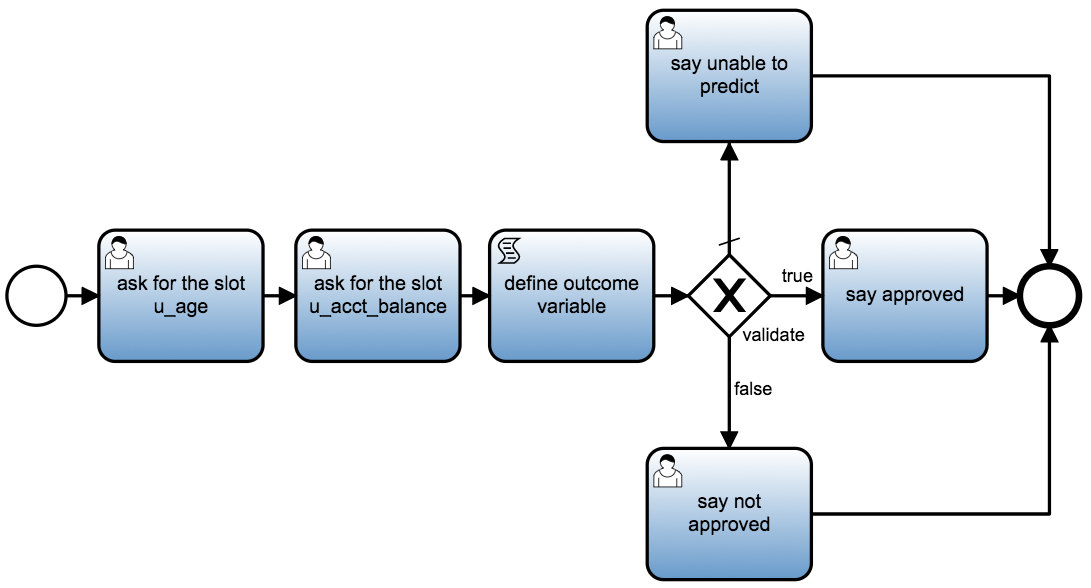 say unable to
predict
ask for the slot
u_age
ask for the slot
u_acct_balance
define outcome
variable
X
true
validate
say approved
false
say not
approved